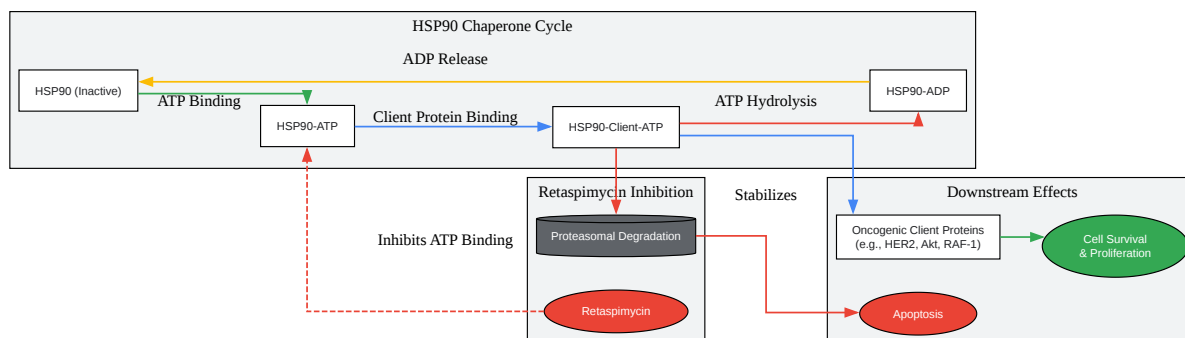 HSP90 Chaperone Cycle
ADP Release
HSP90 (Inactive)
HSP90-ADP
ATP Binding
ATP Hydrolysis
Client Protein Binding
HSP90-ATP
HSP90-Client-ATP
Retaspimycin Inhibition
Stabilizes
Downstream Effects
Oncogenic Client Proteins
(e.g., HER2, Akt, RAF-1)
Cell Survival
& Proliferation
Inhibits ATP Binding
Proteasomal Degradation
Retaspimycin
Apoptosis